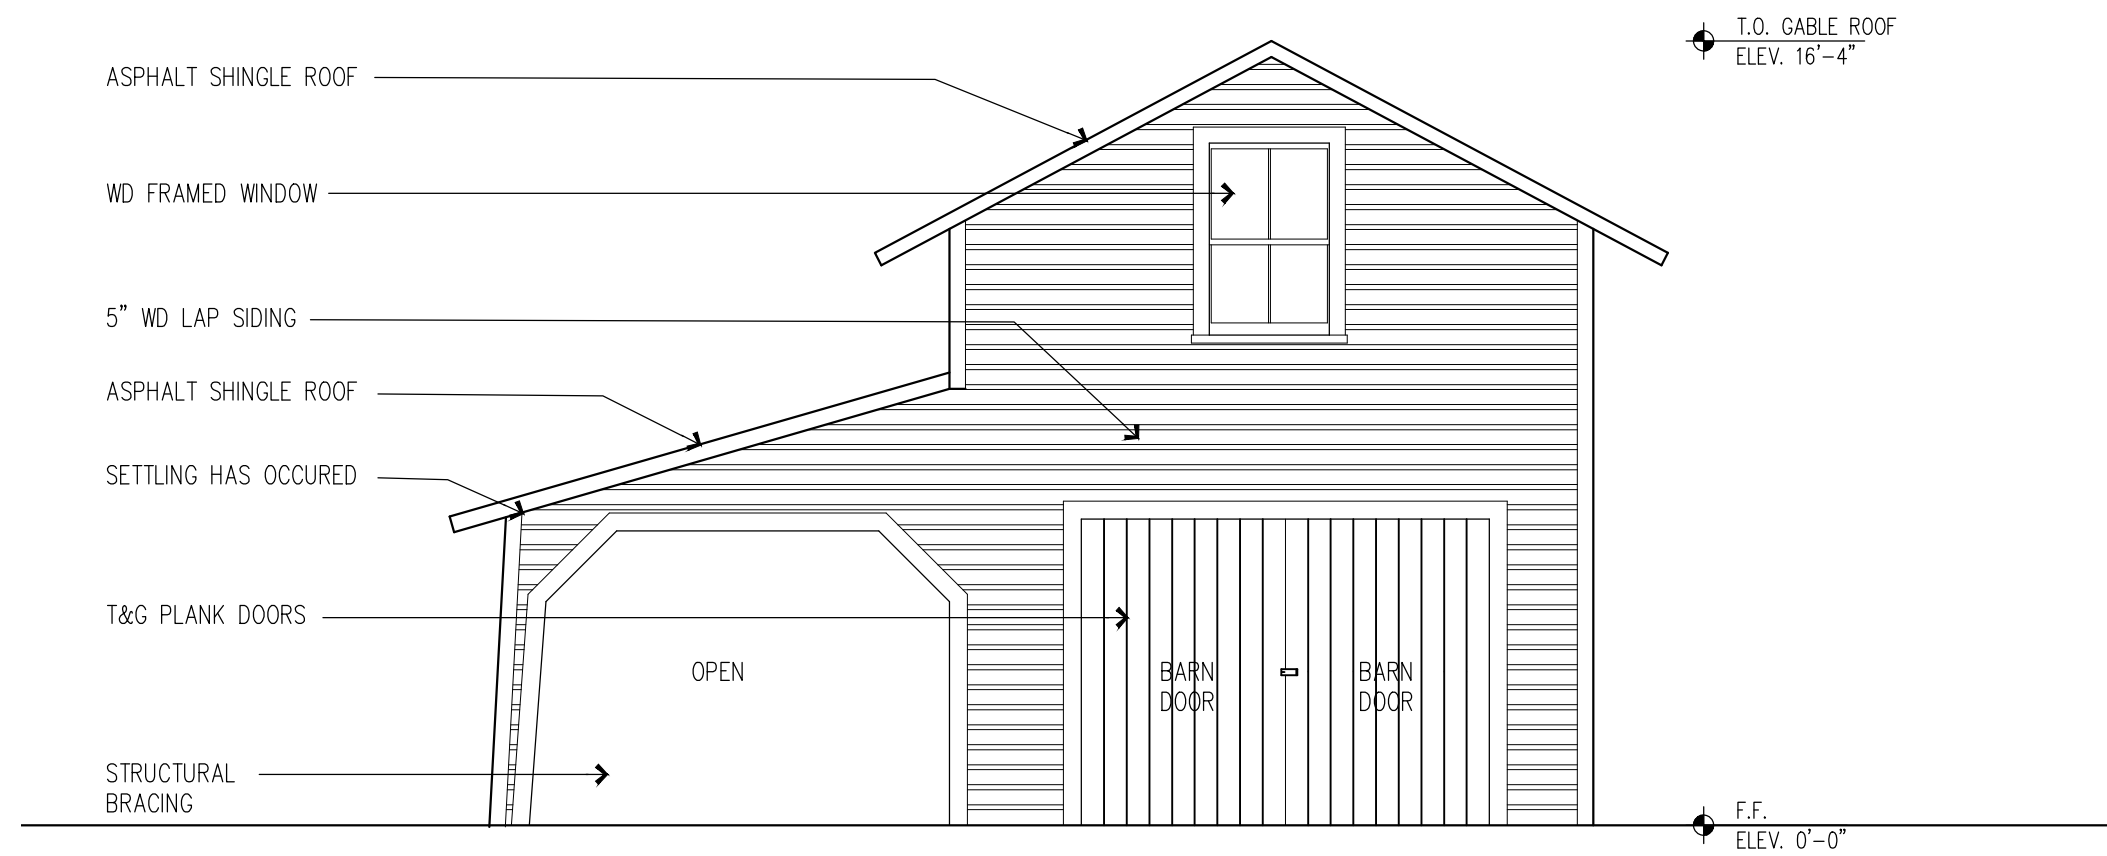 T.O. GABLE ROOF
ELEV. 16'-4"
ASPHALT SHINGLE ROOF
WD FRAMED WINDOW
5" WD LAP SIDING
ASPHALT SHINGLE ROOF
SETTLING HAS OCCURED
T&G PLANK DOORS
OPEN
BARN
DOOR
BARN
DOOR
STRUCTURAL
BRACING
F.F.
ELEV. 0'-0"